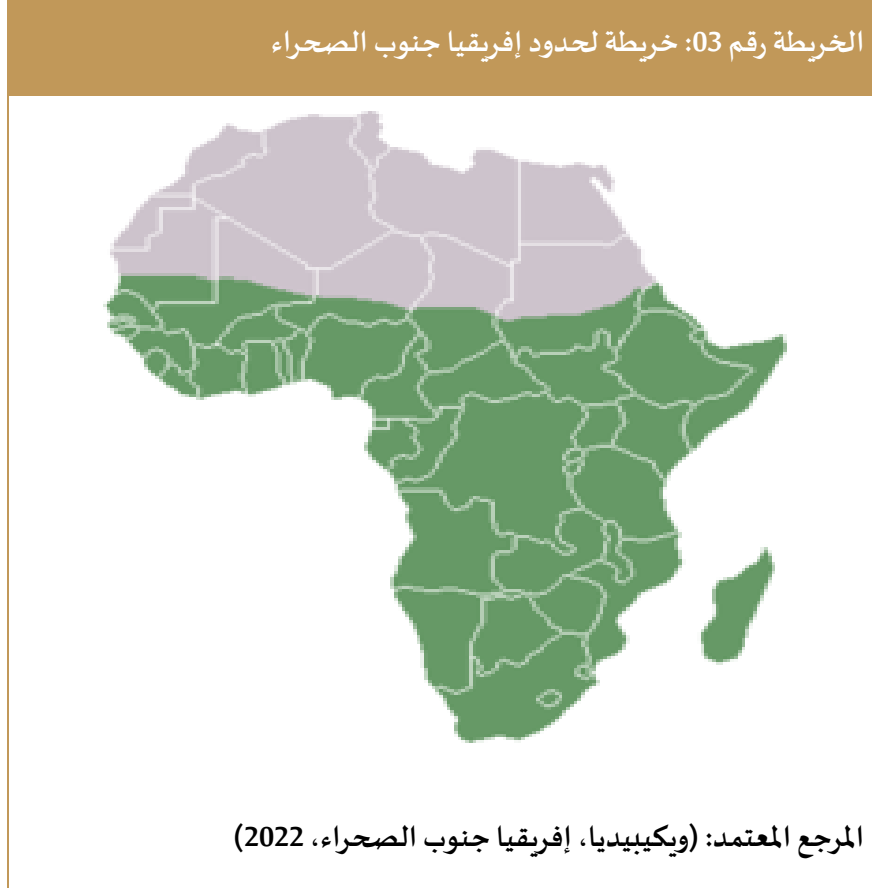 الخريطة رقم 03: خريطة لحدود إفريقيا جنوب الصحراء
المرجع المعتمد: (ويكيبيديا، إفريقيا جنوب الصحراء، 2022)